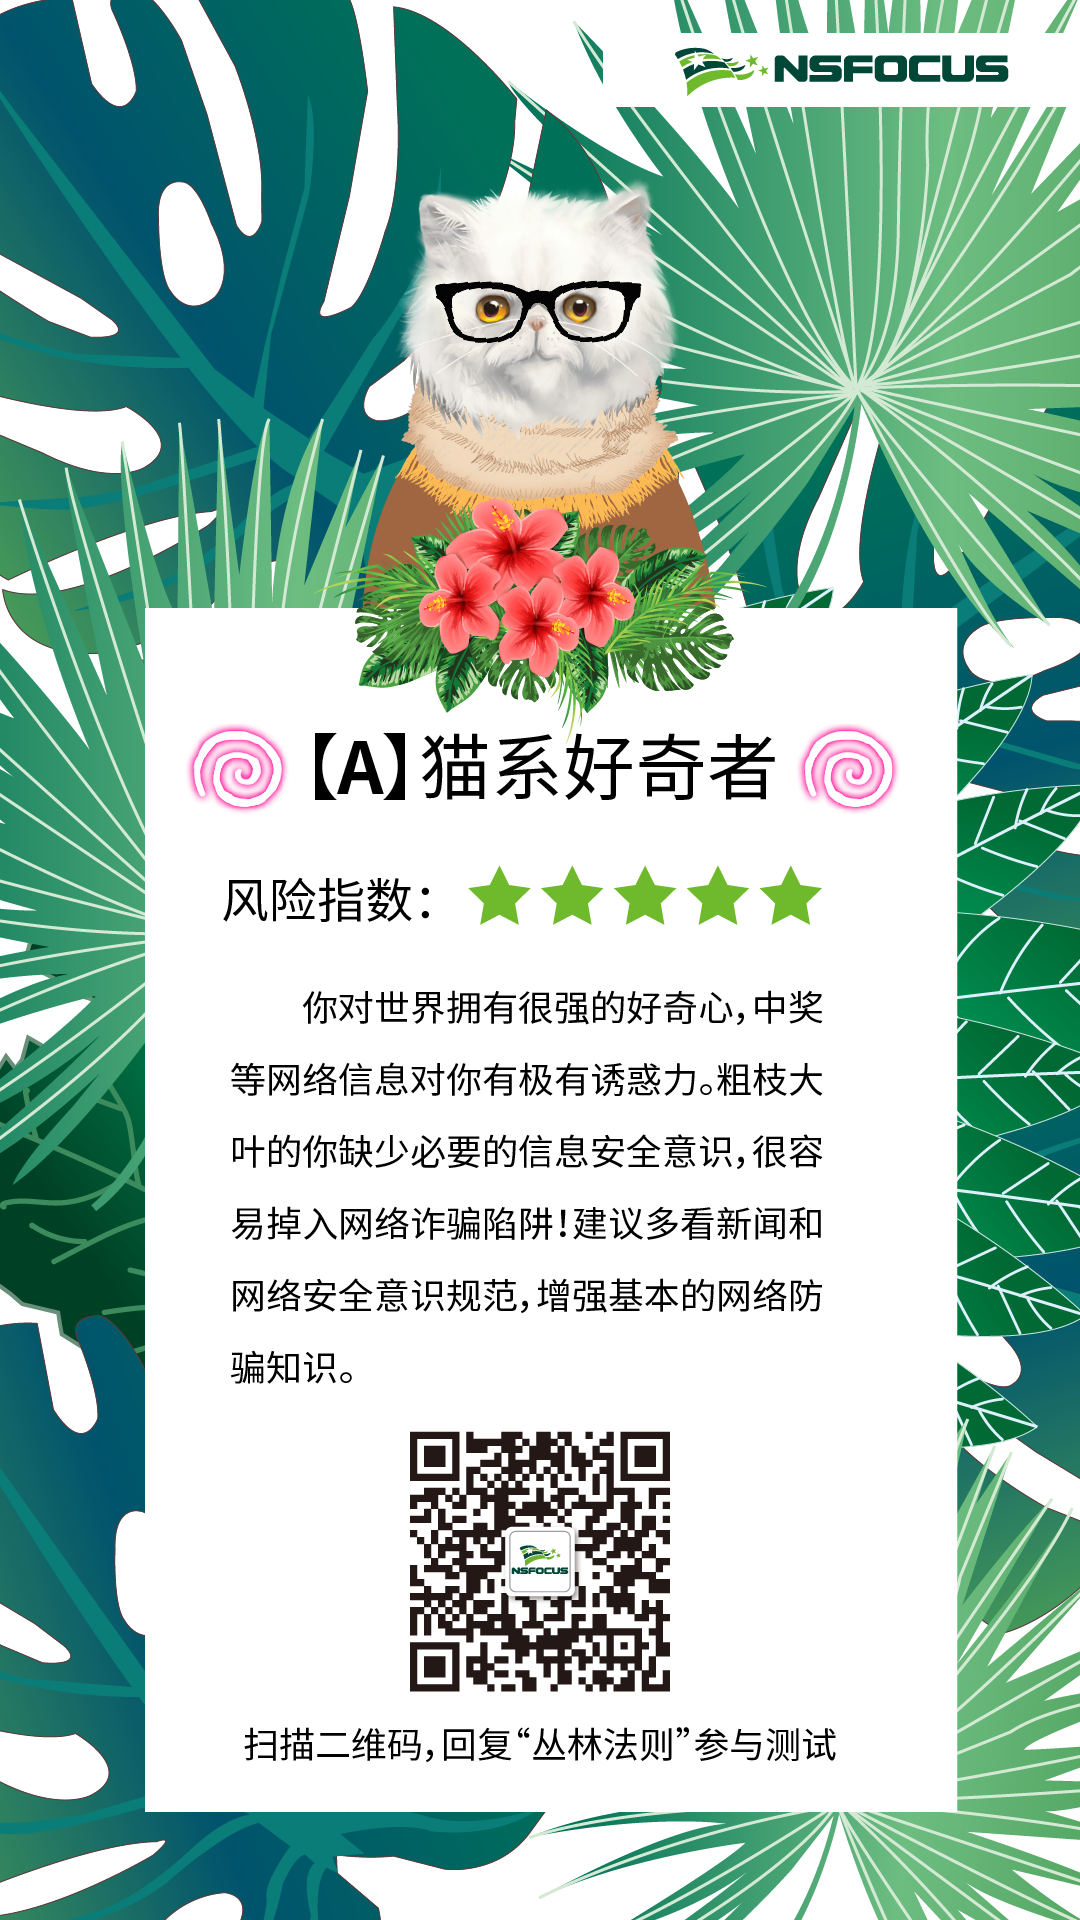 NSFOCUS
【A】猫系好奇者
风险指数：
你对世界拥有很强的好奇心，中奖
等网络信息对你有极有诱惑力。粗枝大
叶的你缺少必要的信息安全意识，很容
易掉入网络诈骗陷阱！建议多看新闻和
网络安全意识规范，增强基本的网络防
骗知识。
NSFOCUS
扫描二维码，回复“丛林法则”参与测试